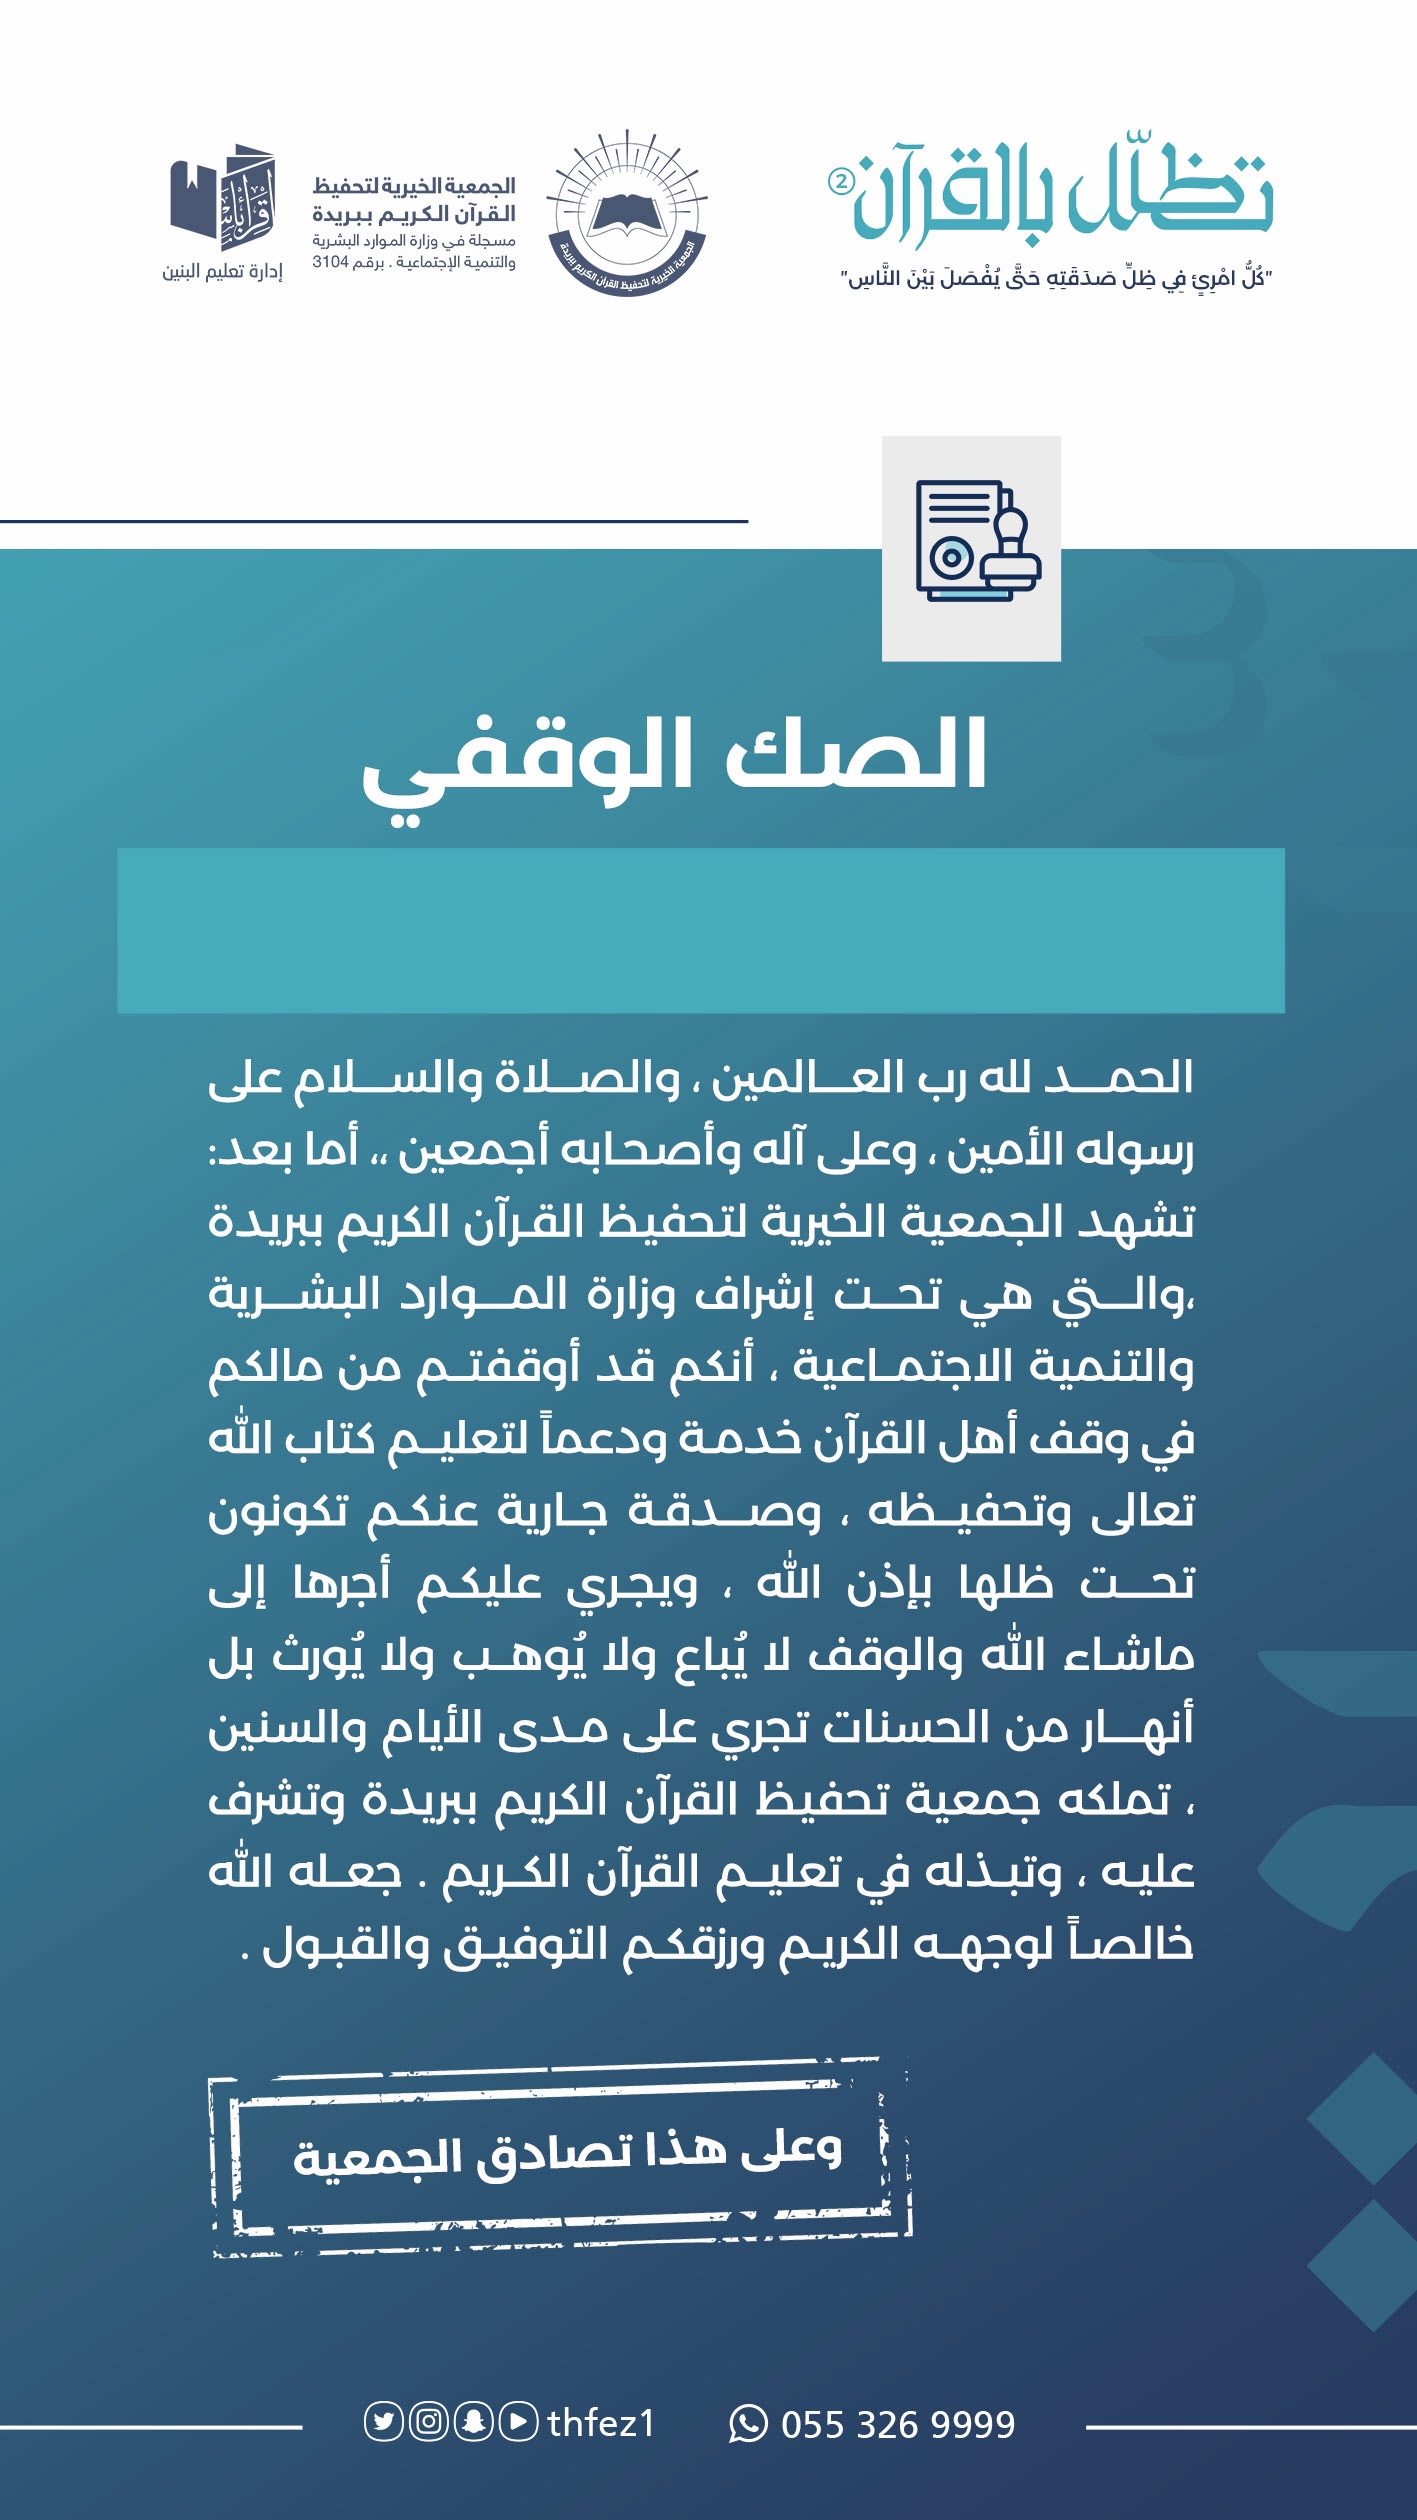 تظلّل بالقرآن 2
"كُلُّ امْرِئٍ فِي ظِلِّ صَدَقَتِهِ حَتَّى يُفْصَلَ بَيْنَ النَّاسِ"
الجمعية الخيرية لتحفيظ القرآن الكريم ببريدة
الجمعية الخيرية لتحفيظ
القرآن الكريم ببريدة
مسجلة في وزارة الموارد البشرية
والتنمية الإجتماعية . برقم 3104
إدارة تعليم البنين
الصك الوقفي
الحمد لله رب العالمين ، والصلاة والسلام على
رسوله الأمين ، وعلى آله وأصحابه أجمعين ،، أما بعد:
تشهد الجمعية الخيرية لتحفيظ القرآن الكريم ببريدة
،والتي هي تحت إشراف وزارة الموارد البشرية
والتنمية الاجتماعية ، أنكم قد أوقفتم من مالكم
في وقف أهل القرآن خدمة ودعماً لتعليم كتاب الله
تعالى وتحفيظه ، وصدقة جارية عنكم تكونون
تحت ظلها بإذن الله ، ويجري عليكم أجرها إلى
ماشاء الله والوقف لا يُباع ولا يُوهب ولا يُورث بل
أنهار من الحسنات تجري على مدى الأيام والسنين
، تملكه جمعية تحفيظ القرآن الكريم ببريدة وتشرف
عليه ، وتبذله في تعليم القرآن الكريم . جعله الله
خالصاً لوجهه الكريم ورزقكم التوفيق والقبول .
وعلى هذا تصادق الجمعية
thfez1
055 326 9999